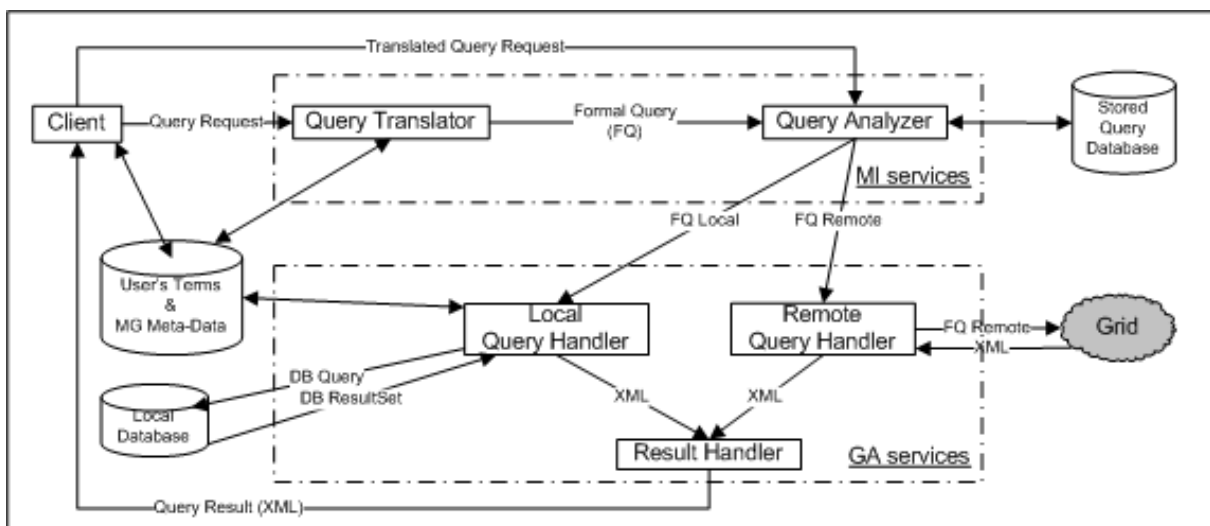 Translated Query Request
Client
Query Request
Query Translator
Formal Query
(FQ)
Query Analyzer
Stored
Query
Database
MI services
FQ Local
FQ Remote
User's Terms
&
MG Meta-Data
Local
Query Handler
Remote
Query Handler
FQ Remote
XML
Grid
DB Query
DB ResultSet
XML
XML
Local
Database
Result Handler
GA services
Query Result (XML)